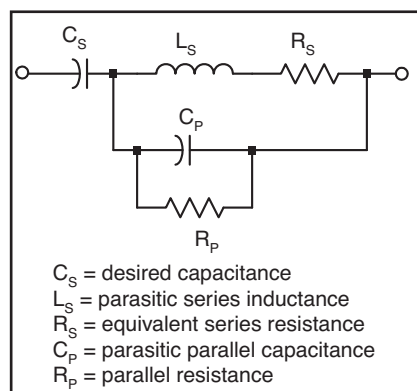 C_S
L_S
R_S
C_P
R_P
C_S = desired capacitance
L_S = parasitic series inductance
R_S = equivalent series resistance
C_P = parasitic parallel capacitance
R_P = parallel resistance